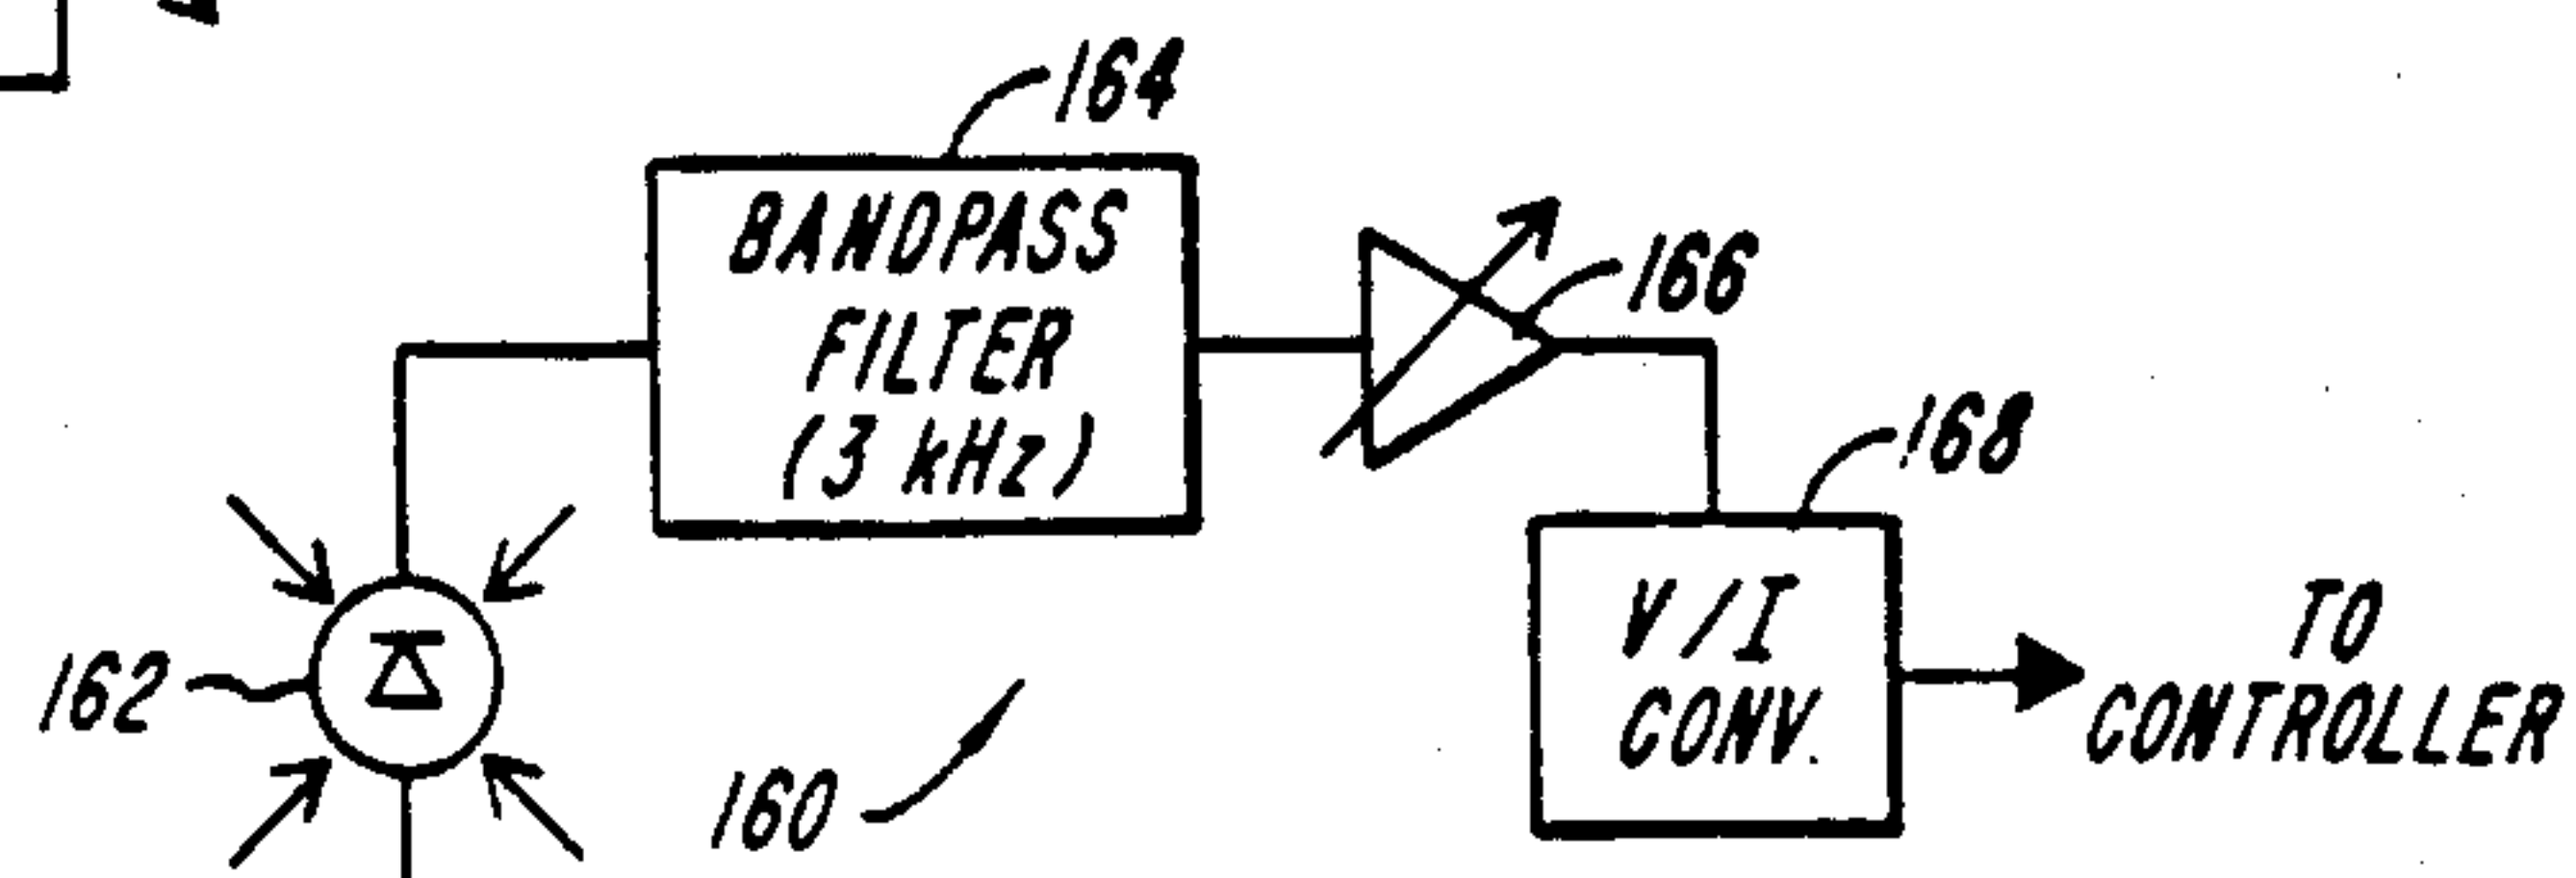 164
BANDPASS
FILTER
(3 kHz)
166
168
V/I
CONV.
TO
CONTROLLER
162
160